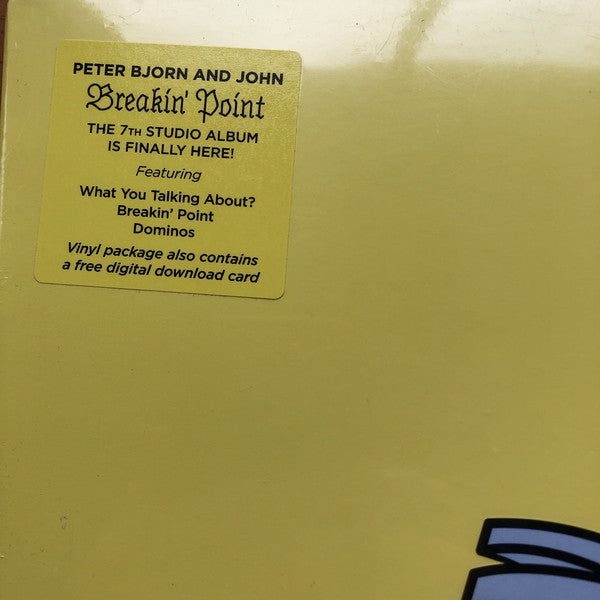 PETER BJORN AND JOHN
Breakin' Point
THE 7TH STUDIO ALBUM
IS FINALLY HERE!
Featuring
What You Talking About?
Breakin' Point
Dominos
Vinyl package also contains
a free digital download card